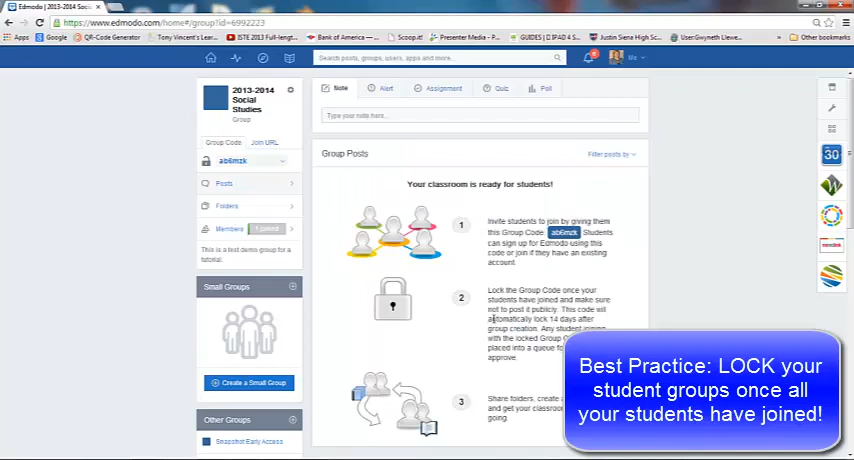 Edmodo | 2013-2014 Soci
https://www.edmodo.com/home#/group?id=6992223
Apps Google QR-Code Generator Tony Vincent's Lear... ISTE 2013 Full-lengt... Bank of America —... Scoop.it! Presenter Media - P... GUIDES | D IPAD 4 S... Justin Siena High S... User:Gwyneth Llewe... » Other bookmarks
Search posts, groups, users, apps and more...
Me
2013-2014
Social
Studies
Group
Group Code Join URL
ab6mzk
Posts
Folders
Members 1 joined
This is a test demo group for a
tutorial.
Small Groups
Create a Small Group
Other Groups
Snapshot Early Access
Note Alert Assignment Quiz Poll
Type your note here...
Group Posts Filter posts by
Your classroom is ready for students!
1
Invite students to join by giving them
this Group Code: ab6mzk Students
can sign up for Edmodo using this
code or join if they have an existing
account.
2
Lock the Group Code once your
students have joined and make sure
not to post it publicly. This code will
automatically lock 14 days after
group creation. Any student joining
with the locked Group
placed into a queue
approve.
3
Share folders, create
and get your classroom
going.
30
Best Practice: LOCK your
student groups once all
your students have joined!